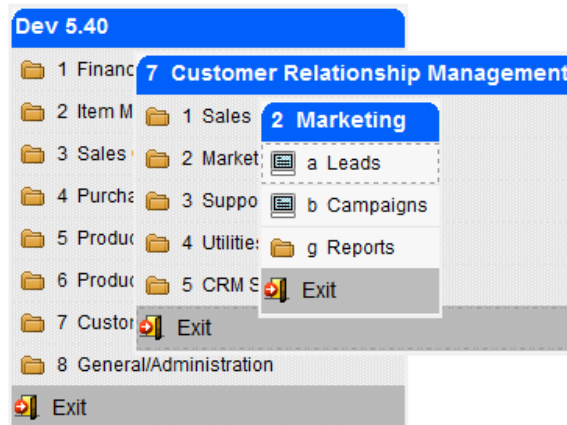 Dev 5.40
1 Financ
2 Item M
3 Sales
4 Purcha
5 Produc
6 Produc
7 Custor
8 General/Administration
Exit
7 Customer Relationship Management
1 Sales
2 Market
3 Suppo
4 Utilities
5 CRM S
Exit
2 Marketing
a Leads
b Campaigns
g Reports
Exit